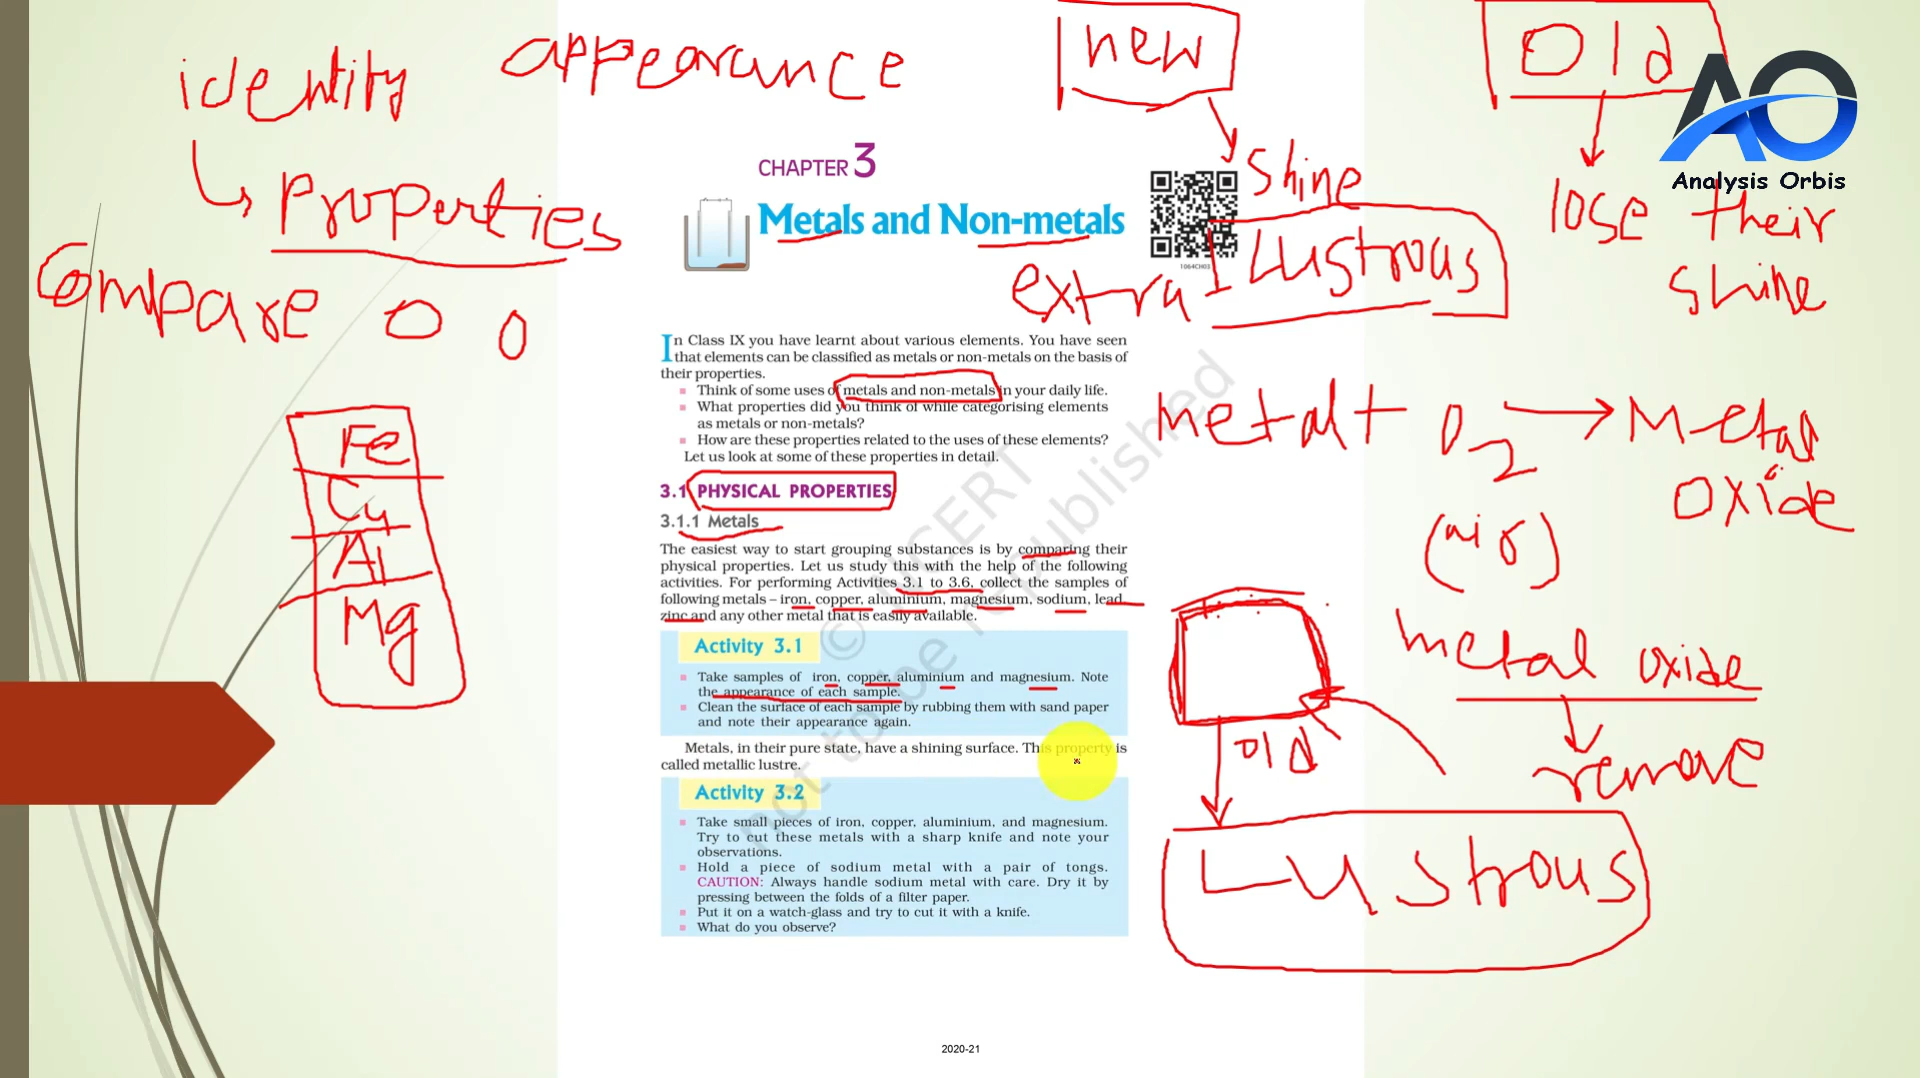 identity appearance new Old
AO
Analysis Orbis
Properties
Compare O O
shine
extra Lustrous
lose their
shine
CHAPTER 3
Metals and Non-metals
1064CH03
In Class IX you have learnt about various elements. You have seen
that elements can be classified as metals or non-metals on the basis of
their properties.
Think of some uses of metals and non-metals in your daily life.
What properties did you think of while categorising elements
as metals or non-metals?
How are these properties related to the uses of these elements?
Let us look at some of these properties in detail.
3.1 PHYSICAL PROPERTIES
3.1.1 Metals
The easiest way to start grouping substances is by comparing their
physical properties. Let us study this with the help of the following
activities. For performing Activities 3.1 to 3.6, collect the samples of
following metals – iron, copper, aluminium, magnesium, sodium, lead,
zinc and any other metal that is easily available.
Activity 3.1
Take samples of iron, copper, aluminium and magnesium. Note
the appearance of each sample.
Clean the surface of each sample by rubbing them with sand paper
and note their appearance again.
Metals, in their pure state, have a shining surface. This property is
called metallic lustre.
Activity 3.2
Take small pieces of iron, copper, aluminium, and magnesium.
Try to cut these metals with a sharp knife and note your
observations.
Hold a piece of sodium metal with a pair of tongs.
CAUTION: Always handle sodium metal with care. Dry it by
pressing between the folds of a filter paper.
Put it on a watch-glass and try to cut it with a knife.
What do you observe?
© NCERT
not to be republished
Fe
Cu
Al
Mg
metal + O2 → Metal
oxide
(air)
metal oxide
old
remove
Lustrous
2020-21